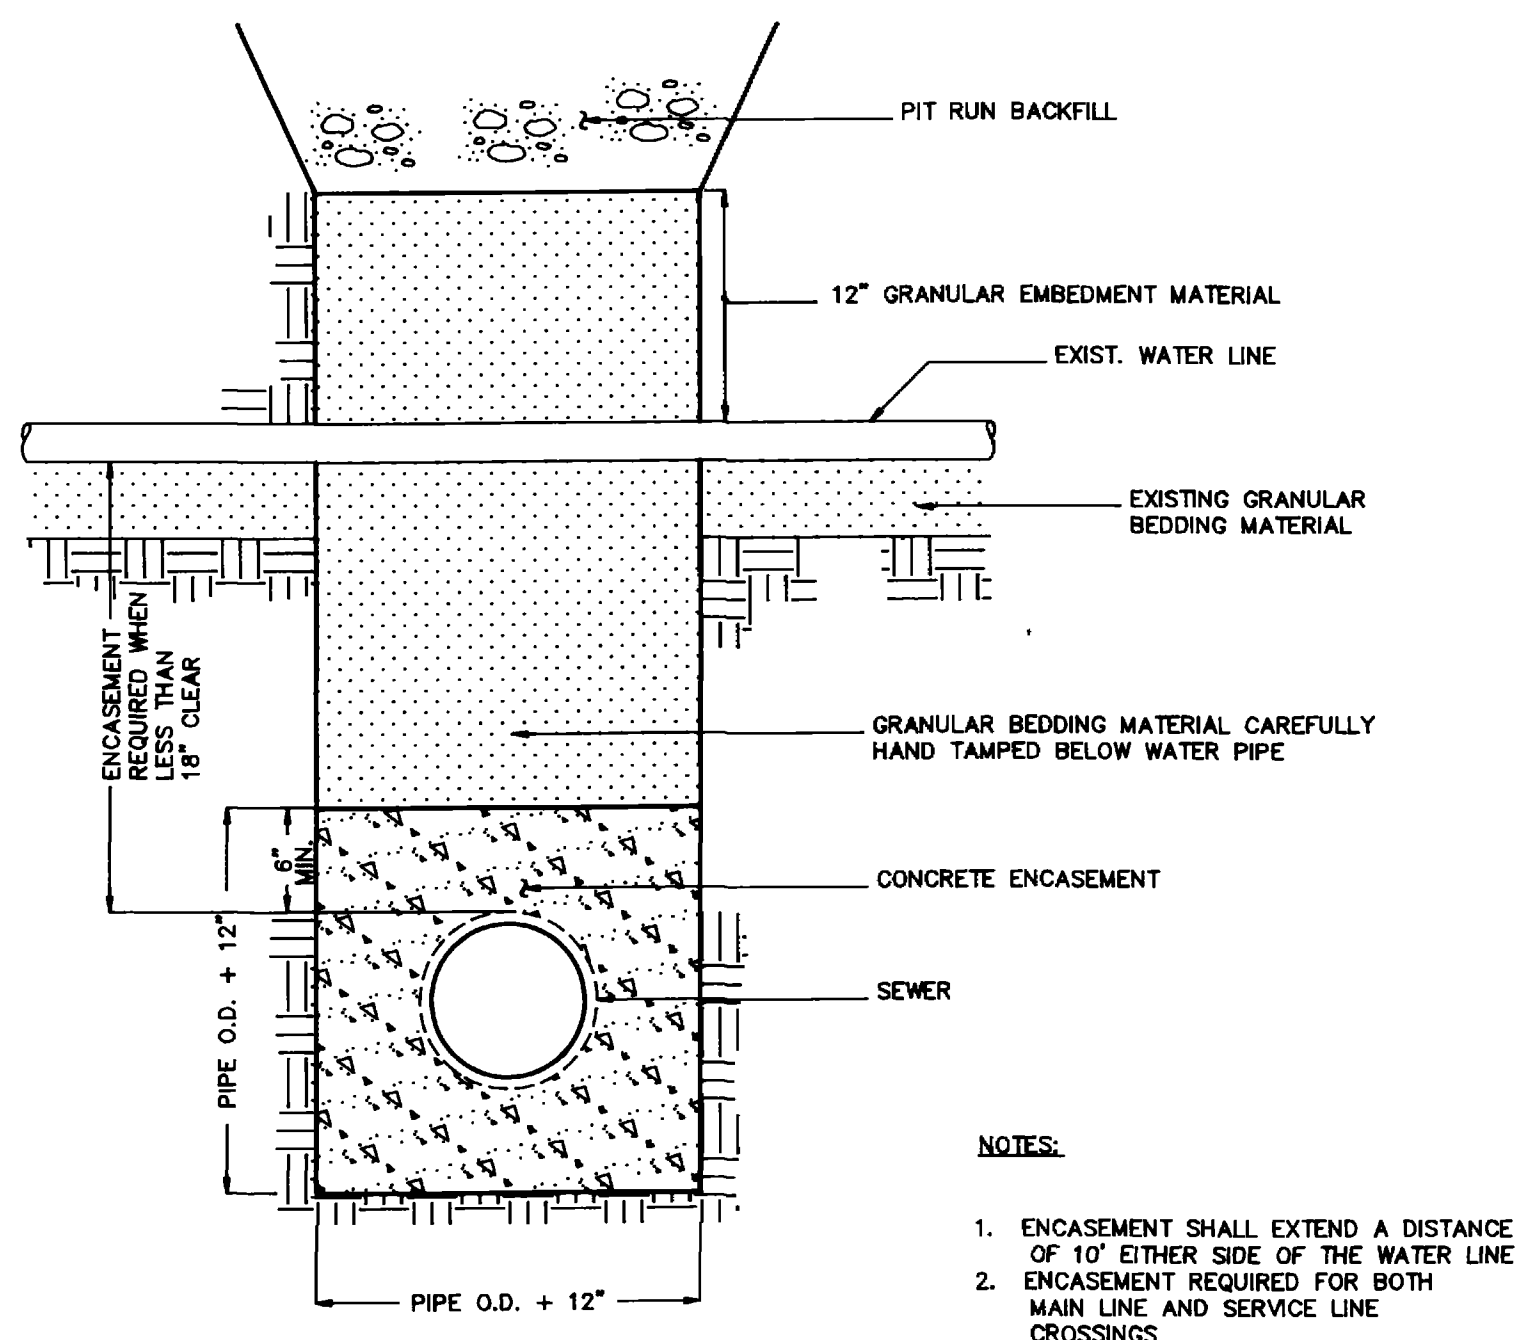 PIT RUN BACKFILL
12" GRANULAR EMBEDMENT MATERIAL
EXIST. WATER LINE
EXISTING GRANULAR
BEDDING MATERIAL
ENCASEMENT
REQUIRED WHEN
LESS THAN
18" CLEAR
GRANULAR BEDDING MATERIAL CAREFULLY
HAND TAMPED BELOW WATER PIPE
6"
MIN.
CONCRETE ENCASEMENT
PIPE O.D. + 12"
SEWER
PIPE O.D. + 12"
NOTES:
1. ENCASEMENT SHALL EXTEND A DISTANCE
OF 10' EITHER SIDE OF THE WATER LINE
2. ENCASEMENT REQUIRED FOR BOTH
MAIN LINE AND SERVICE LINE
CROSSINGS